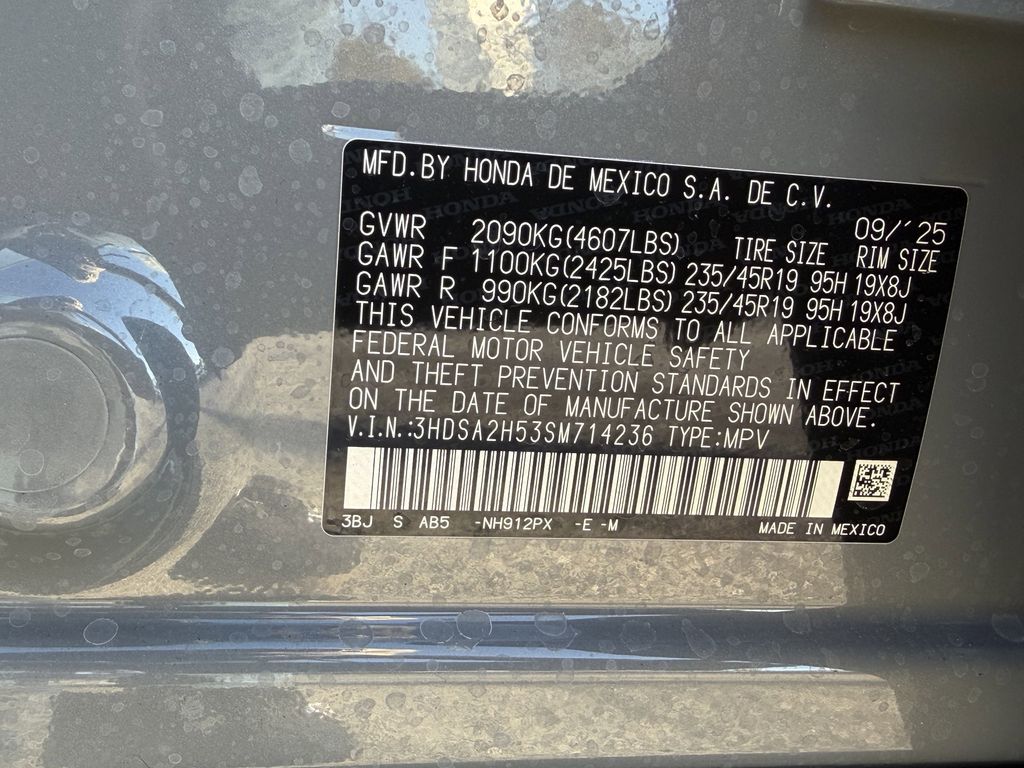 MFD.BY HONDA DE MEXICO S.A. DE C.V.
09/´25
GVWR 2090KG(4607LBS) TIRE SIZE RIM SIZE
GAWR F 1100KG(2425LBS) 235/45R19 95H 19X8J
GAWR R 990KG(2182LBS) 235/45R19 95H 19X8J
THIS VEHICLE CONFORMS TO ALL APPLICABLE
FEDERAL MOTOR VEHICLE SAFETY
AND THEFT PREVENTION STANDARDS IN EFFECT
ON THE DATE OF MANUFACTURE SHOWN ABOVE.
V.I.N.:3HDSA2H53SM714236 TYPE:MPV
3BJ S AB5 -NH912PX -E -M MADE IN MEXICO